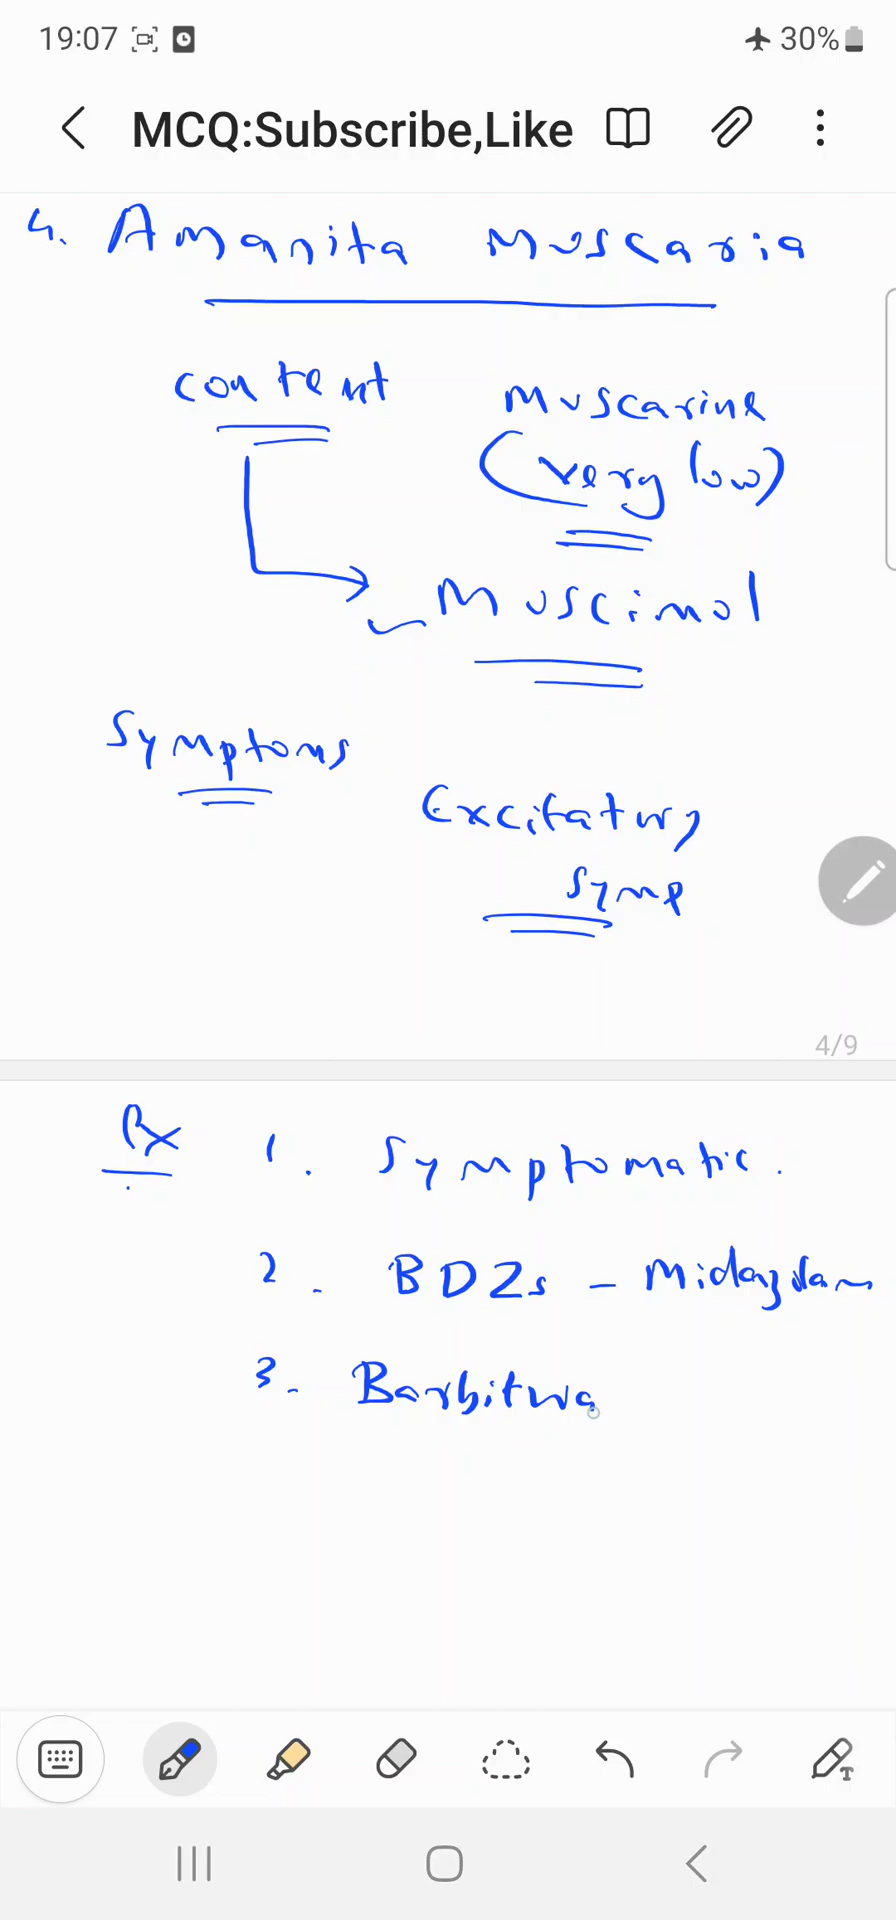 19:07 30%
MCQ:Subscribe,Like
4. Amanita Muscaria
content
Muscarine
(very low)
Muscimol
Symptoms
Excitatory
Symp
4/9
Rx 1. Symptomatic.
2. BDZs - Midazolam
3. Barbitura
T